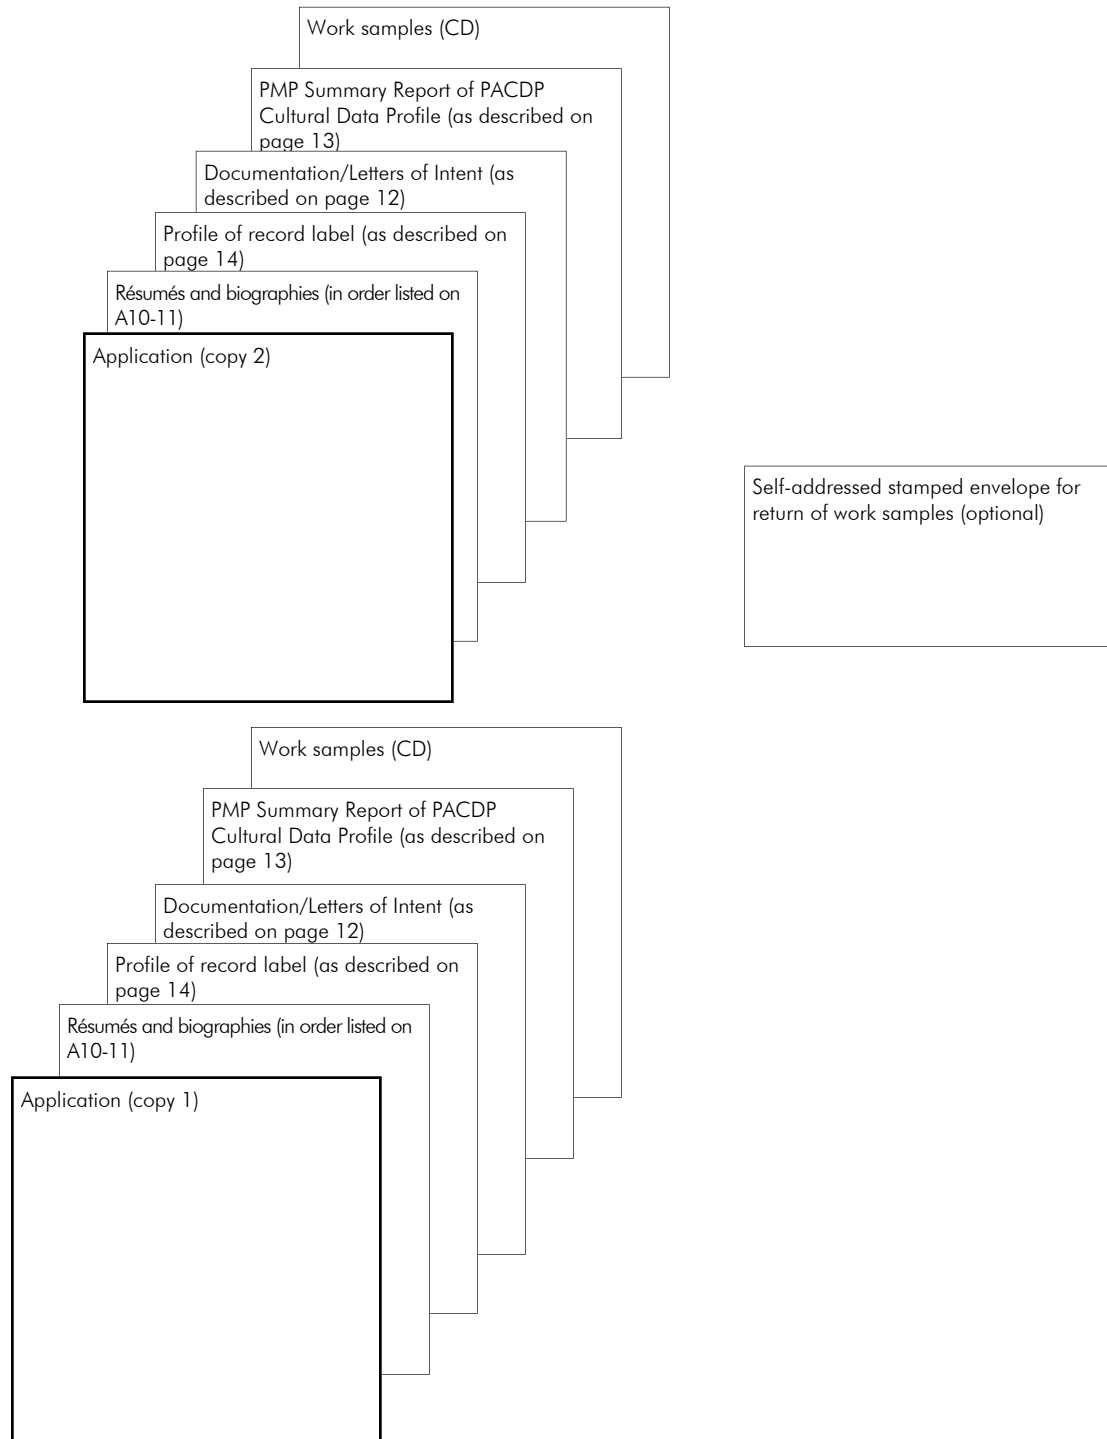 Work samples (CD)
PMP Summary Report of PACDP
Cultural Data Profile (as described on
page 13)
Documentation/Letters of Intent (as
described on page 12)
Profile of record label (as described on
page 14)
Résumés and biographies (in order listed on
A10-11)
Application (copy 2)
Self-addressed stamped envelope for
return of work samples (optional)
Work samples (CD)
PMP Summary Report of PACDP
Cultural Data Profile (as described on
page 13)
Documentation/Letters of Intent (as
described on page 12)
Profile of record label (as described on
page 14)
Résumés and biographies (in order listed on
A10-11)
Application (copy 1)